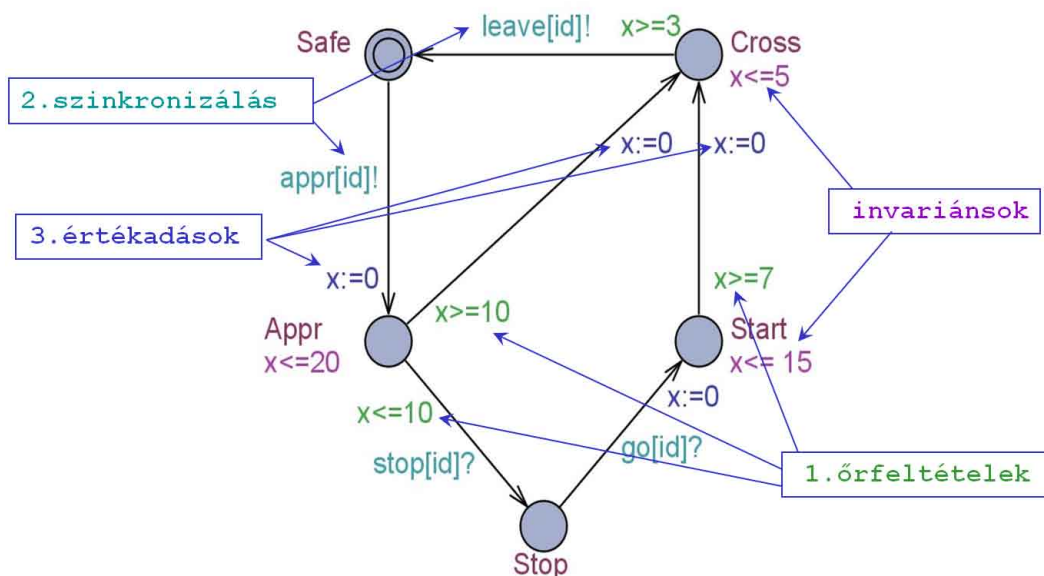 leave[id]!
x>=3
Safe
Cross
x<=5
2.szinkronizálás
x:=0
x:=0
appr[id]!
invariánsok
3.értékadások
x:=0
x>=7
x>=10
Appr
x<=20
Start
x<= 15
x:=0
x<=10
go[id]?
stop[id]?
1.őrfeltételek
Stop